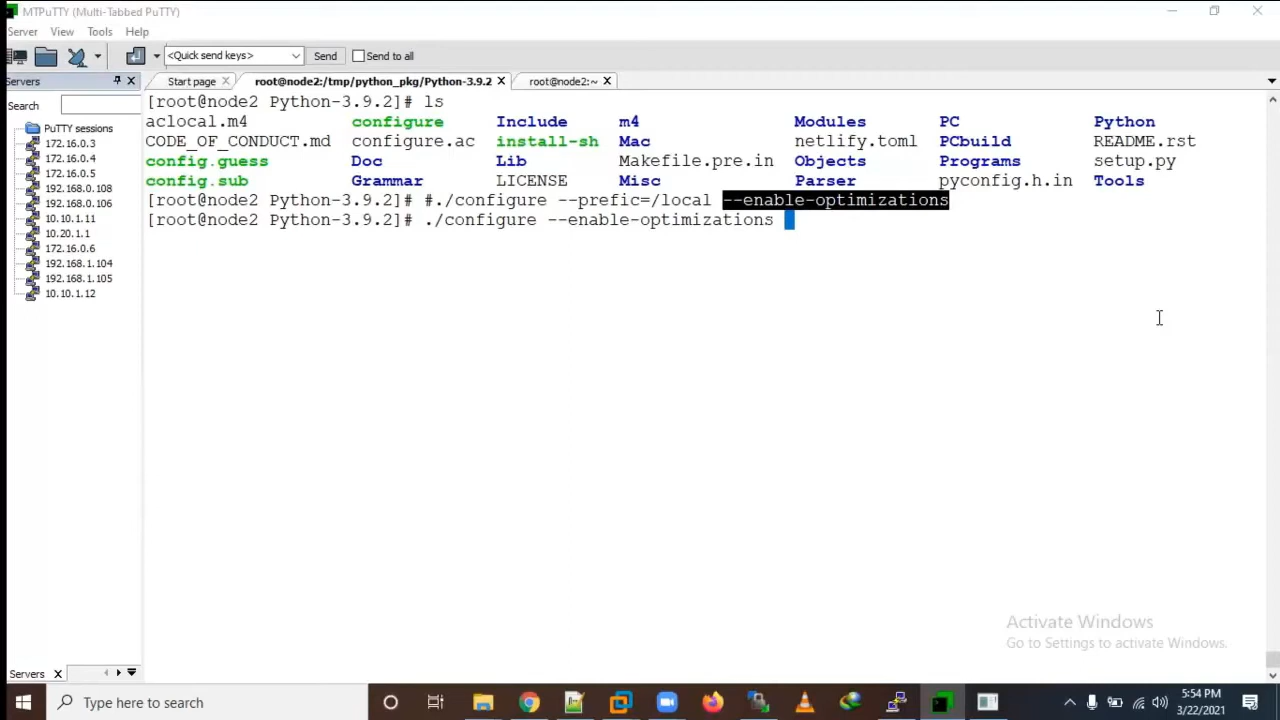 MTPuTTY (Multi-Tabbed PuTTY)
Server View Tools Help
<Quick send keys> Send Send to all
Servers
Start page root@node2:/tmp/python_pkg/Python-3.9.2 root@node2:~
Search
PuTTY sessions
172.16.0.3
172.16.0.4
172.16.0.5
192.168.0.108
192.168.0.106
10.10.1.11
10.20.1.1
172.16.0.6
192.168.1.104
192.168.1.105
10.10.1.12
Servers
[root@node2 Python-3.9.2]# ls
aclocal.m4 configure Include m4 Modules PC Python
CODE_OF_CONDUCT.md configure.ac install-sh Mac netlify.toml PCbuild README.rst
config.guess Doc Lib Makefile.pre.in Objects Programs setup.py
config.sub Grammar LICENSE Misc Parser pyconfig.h.in Tools
[root@node2 Python-3.9.2]# #./configure --prefic=/local --enable-optimizations
[root@node2 Python-3.9.2]# ./configure --enable-optimizations
Activate Windows
Go to Settings to activate Windows.
Type here to search
5:54 PM
3/22/2021